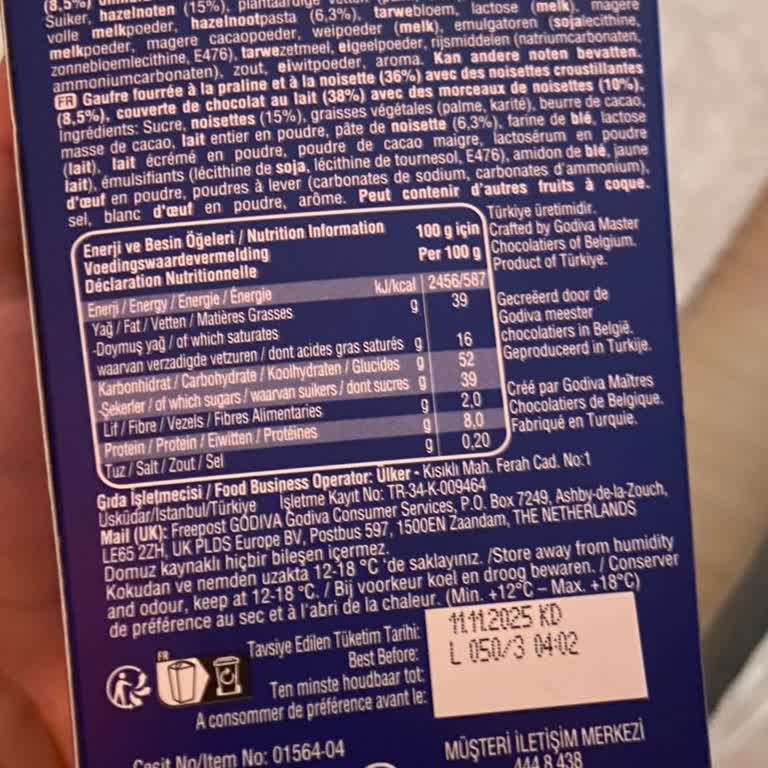 Suiker, hazelnoten (15%),
volle melkpoeder, hazelnootpasta (6,3%), tarwebloem, lactose (melk), magere
melkpoeder, magere cacaopoeder, weipoeder (melk), emulgatoren (sojalecithine,
zonnebloemlecithine, E476), tarwezetmeel, eigeelpoeder, rijsmiddelen (natriumcarbonaten,
ammoniumcarbonaten), zout, eiwitpoeder, aroma. Kan andere noten bevatten.
FR Gaufre fourrée à la praline et à la noisette (36%) avec des noisettes croustillantes
(8,5%), couverte de chocolat au lait (38%) avec des morceaux de noisettes (10%).
Ingrédients: Sucre, noisettes (15%), graisses végétales (palme, karité), beurre de cacao,
masse de cacao, lait entier en poudre, pâte de noisette (6,3%), farine de blé, lactose
(lait), lait écrémé en poudre, poudre de cacao maigre, lactosérum en poudre
lait), émulsifiants (lécithine de soja, lécithine de tournesol, E476), amidon de blé, jaune
d'œuf en poudre, poudres à lever (carbonates de sodium, carbonates d'ammonium),
sel, blanc d'œuf en poudre, arôme. Peut contenir d'autres fruits à coque.
Enerji ve Besin Öğeleri / Nutrition Information 100 g için
Voedingswaardevermelding Per 100 g
Déclaration Nutritionnelle
Enerji / Energy / Energie / Énergie kJ/kcal 2456/587
Yağ / Fat / Vetten / Matières Grasses g 39
-Doymuş yağ / of which saturates
waarvan verzadigde vetzuren / dont acides gras saturés g 16
Karbonhidrat / Carbohydrate / Koolhydraten / Glucides g 52
-Şekerler / of which sugars / waarvan suikers / dont sucres g 39
Lif / Fibre / Vezels / Fibres Alimentaries g 2,0
Protein / Protein / Eiwitten / Protéines g 8,0
Tuz / Salt / Zout / Sel g 0,20
Türkiye üretimidir.
Crafted by Godiva Master
Chocolatiers of Belgium.
Product of Türkiye.
Gecreëerd door de
Godiva meester
chocolatiers in België.
Geproduceerd in Turkije.
Créé par Godiva Maîtres
Chocolatiers de Belgique.
Fabriqué en Turquie.
Gıda İşletmecisi / Food Business Operator: Ülker - Kısıklı Mah. Ferah Cad. No:1
Üsküdar/İstanbul/Türkiye İşletme Kayıt No: TR-34-K-009464
Mail (UK): Freepost GODIVA Godiva Consumer Services, P.O. Box 7249, Ashby-de-la-Zouch,
LE65 2ZH, UK PLDS Europe BV, Postbus 597, 1500EN Zaandam, THE NETHERLANDS
Domuz kaynaklı hiçbir bileşen içermez.
Kokudan ve nemden uzakta 12-18 °C 'de saklayınız. /Store away from humidity
and odour, keep at 12-18 °C. / Bij voorkeur koel en droog bewaren. / Conserver
de préférence au sec et à l'abri de la chaleur. (Min. +12°C – Max. +18°C)
Tavsiye Edilen Tüketim Tarihi: 11.11.2025 KD
Best Before: L 050/3 04:02
Ten minste houdbaar tot:
A consommer de préférence avant le:
FR
Çeşit No/Item No: 01564-04
MÜŞTERİ İLETİŞİM MERKEZİ
444 8 438